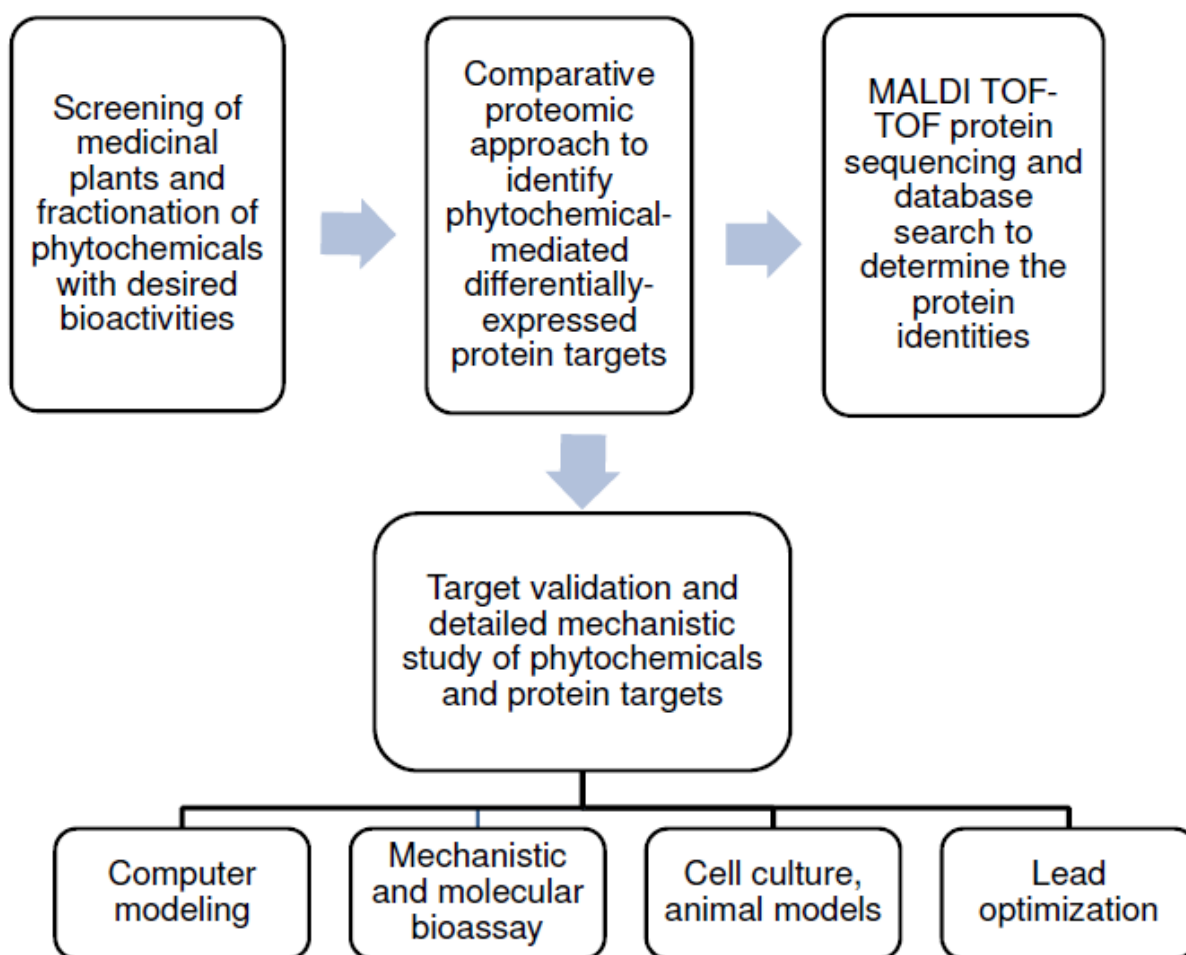 Screening of
medicinal
plants and
fractionation of
phytochemicals
with desired
bioactivities
Comparative
proteomic
approach to
identify
phytochemical-
mediated
differentially-
expressed
protein targets
MALDI TOF-
TOF protein
sequencing and
database
search to
determine the
protein
identities
Target validation and
detailed mechanistic
study of phytochemicals
and protein targets
Computer
modeling
Mechanistic
and molecular
bioassay
Cell culture,
animal models
Lead
optimization